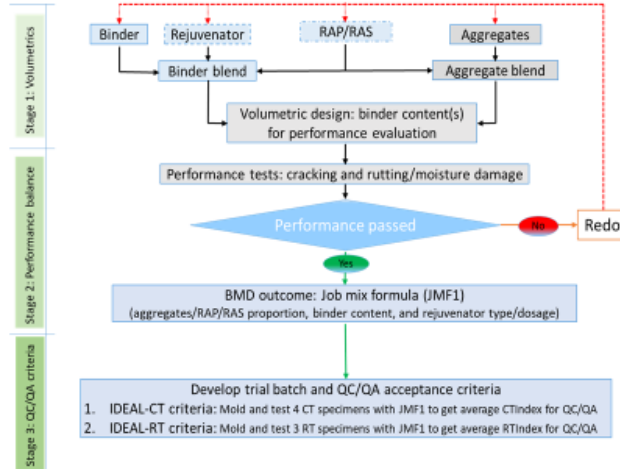 Stage 1: Volumetrics
Binder
Rejuvenator
RAP/RAS
Aggregates
Binder blend
Aggregate blend
Volumetric design: binder content(s)
for performance evaluation
Stage 2: Performance balance
Performance tests: cracking and rutting/moisture damage
Performance passed
No
Redo
Yes
BMD outcome: Job mix formula (JMF1)
(aggregates/RAP/RAS proportion, binder content, and rejuvenator type/dosage)
Stage 3: QC/QA criteria
Develop trial batch and QC/QA acceptance criteria
1. IDEAL-CT criteria: Mold and test 4 CT specimens with JMF1 to get average CTIndex for QC/QA
2. IDEAL-RT criteria: Mold and test 3 RT specimens with JMF1 to get average RTIndex for QC/QA